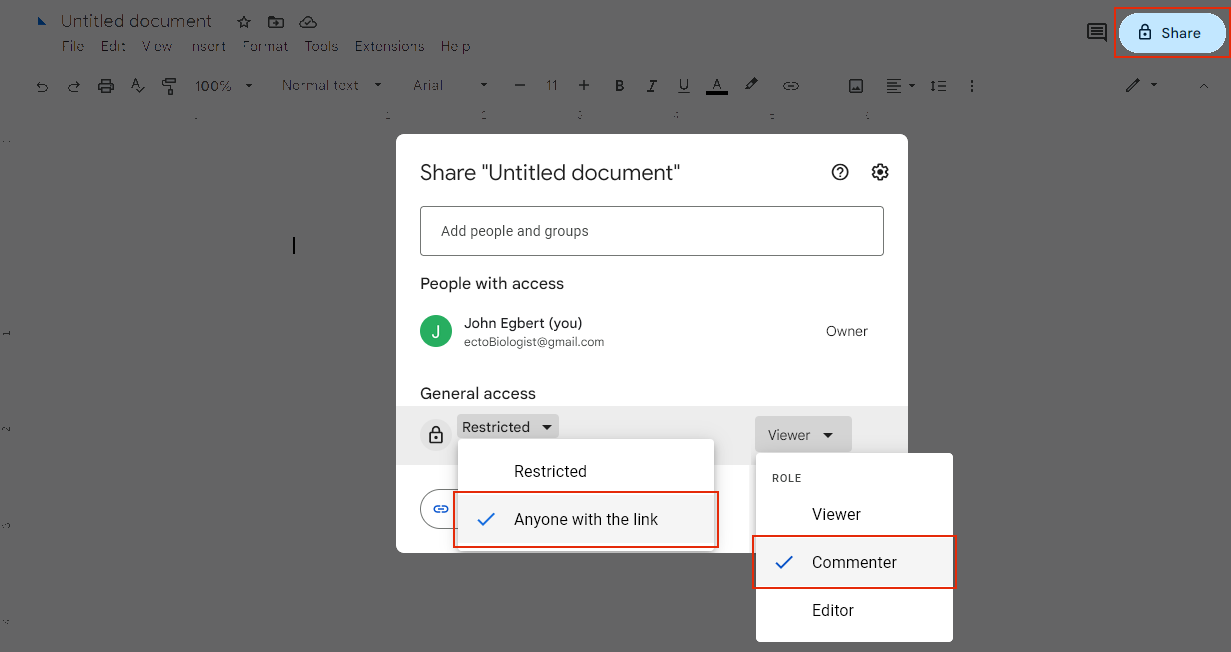 Untitled document
File Edit View Insert Format Tools Extensions Help
Share
100% Normal text Arial 11 B I U A
Share "Untitled document"
Add people and groups
People with access
J
John Egbert (you)
ectoBiologist@gmail.com
Owner
General access
Restricted
Viewer
Restricted
Anyone with the link
ROLE
Viewer
Commenter
Editor